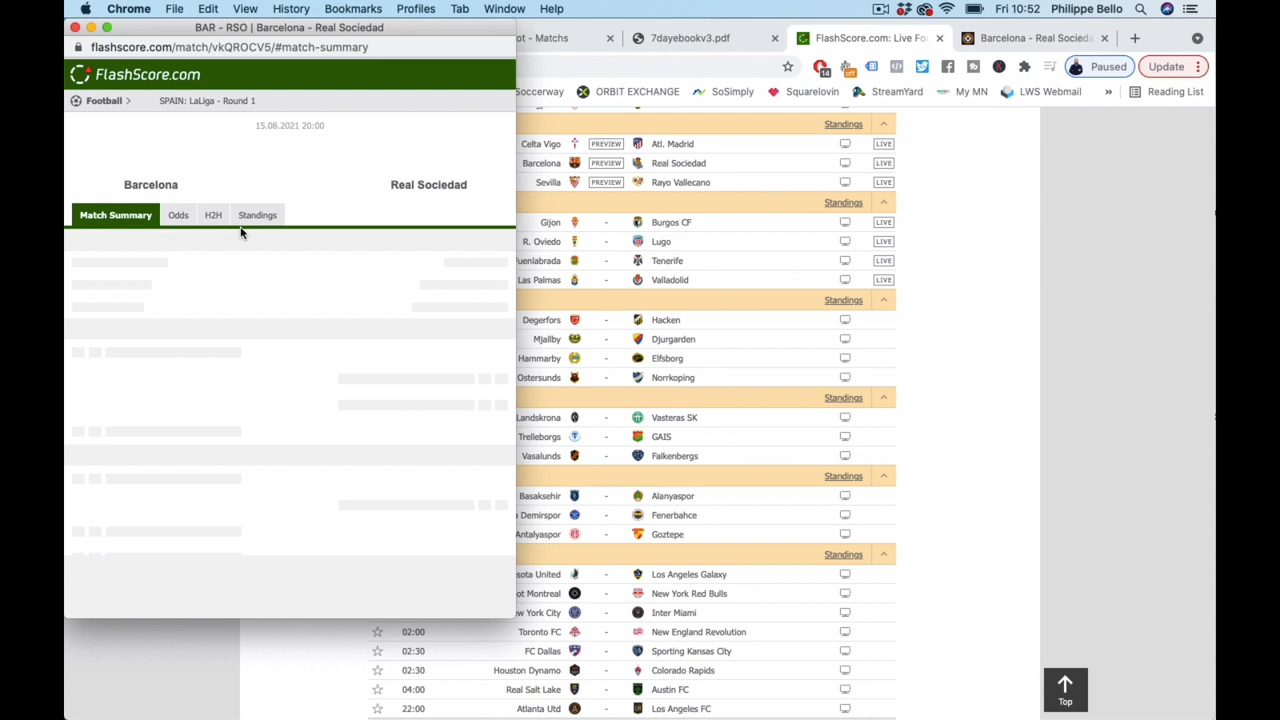 Chrome File Edit View History Bookmarks Profiles Tab Window Help
Fri 10:52 Philippe Bello
BAR - RSO | Barcelona - Real Sociedad
flashscore.com/match/vkQROCV5/#match-summary
FlashScore.com
Football > SPAIN: LaLiga - Round 1
15.08.2021 20:00
Barcelona Real Sociedad
Match Summary Odds H2H Standings
ot - Matchs
7dayebookv3.pdf
FlashScore.com: Live Fo
Barcelona - Real Socieda
14
off
Paused
Update
Soccerway ORBIT EXCHANGE SoSimply Squarelovin StreamYard My MN LWS Webmail » Reading List
Standings
Celta Vigo PREVIEW Atl. Madrid LIVE
Barcelona PREVIEW Real Sociedad LIVE
Sevilla PREVIEW Rayo Vallecano LIVE
Standings
Gijon - Burgos CF LIVE
R. Oviedo - Lugo LIVE
Fuenlabrada - Tenerife LIVE
Las Palmas - Valladolid LIVE
Standings
Degerfors - Hacken
Mjallby - Djurgarden
Hammarby - Elfsborg
Ostersunds - Norrkoping
Standings
Landskrona - Vasteras SK
Trelleborgs - GAIS
Vasalunds - Falkenbergs
Standings
Basaksehir - Alanyaspor
a Demirspor - Fenerbahce
Antalyaspor - Goztepe
Standings
sota United - Los Angeles Galaxy
ot Montreal - New York Red Bulls
ew York City - Inter Miami
02:00 Toronto FC - New England Revolution
02:30 FC Dallas - Sporting Kansas City
02:30 Houston Dynamo - Colorado Rapids
04:00 Real Salt Lake - Austin FC
22:00 Atlanta Utd - Los Angeles FC
Top